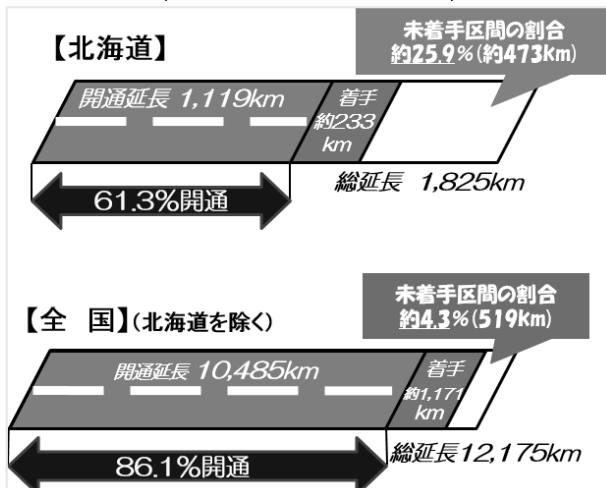 未着手区間の割合
約25.9%(約473km)
【北海道】
開通延長 1,119km
着手
約233
km
総延長 1,825km
61.3%開通
未着手区間の割合
約4.3%(519km)
【全 国】(北海道を除く)
開通延長 10,485km
着手
約1,171
km
総延長12,175km
86.1%開通